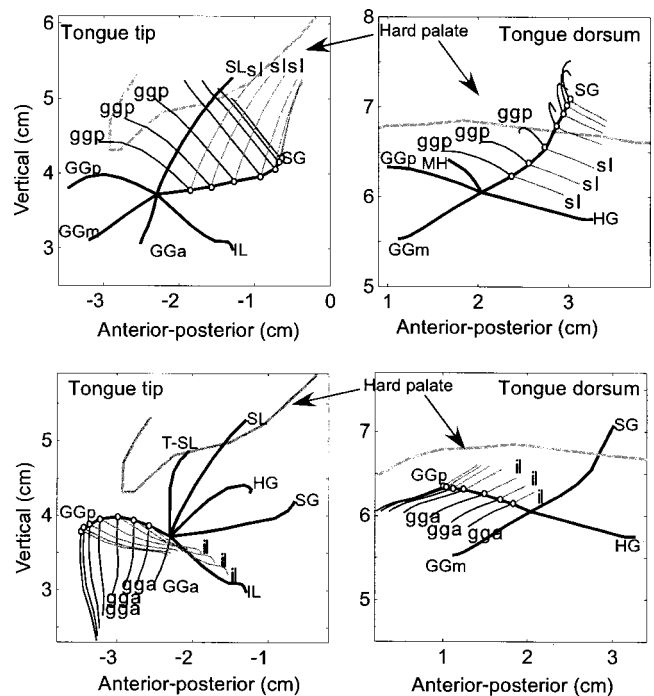 Tongue tip
Hard palate
Tongue dorsum
6
5
4
3
Vertical (cm)
-3
-2
-1
0
Anterior-posterior (cm)
SL
sl
sl
sl
ggp
ggp
ggp
SG
GGp
GGm
GGa
IL
8
7
6
5
1
2
3
Anterior-posterior (cm)
SG
ggp
ggp
ggp
GGp
MH
sl
sl
sl
GGm
HG
Tongue tip
Hard palate
Tongue dorsum
5
4
3
Vertical (cm)
-3
-2
-1
Anterior-posterior (cm)
T-SL
SL
HG
SG
GGp
il
il
il
gga
gga
gga
GGa
IL
7
6
5
1
2
3
Anterior-posterior (cm)
SG
GGp
il
il
il
gga
gga
gga
GGm
HG